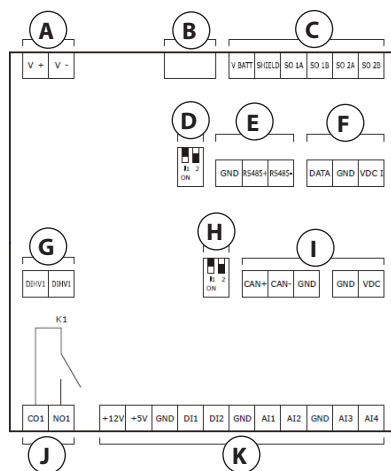 A B C
V + V - V BATT SHIELD SO 1A SO 1B SO 2A SO 2B
D E F
1 2 GND RS485+ RS485- DATA GND VDC I
ON
G H I
DIHV1 DIHV1 1 2 CAN+ CAN- GND GND VDC
ON
K1
CO1 NO1 +12V +5V GND DI1 DI2 GND AI1 AI2 GND AI3 AI4
J K